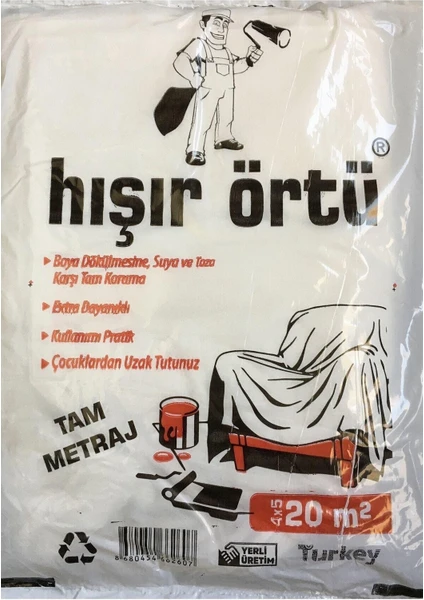 hışır örtü®
Boya Dökülmesine, Suya ve Toza
Karşı Tam Koruma
Extra Dayanıklı
Kullanımı Pratik
Çocuklardan Uzak Tutunuz
TAM
METRAJ
4x5 20 m²
8680454462607
YERLİ
ÜRETİM
Turkey